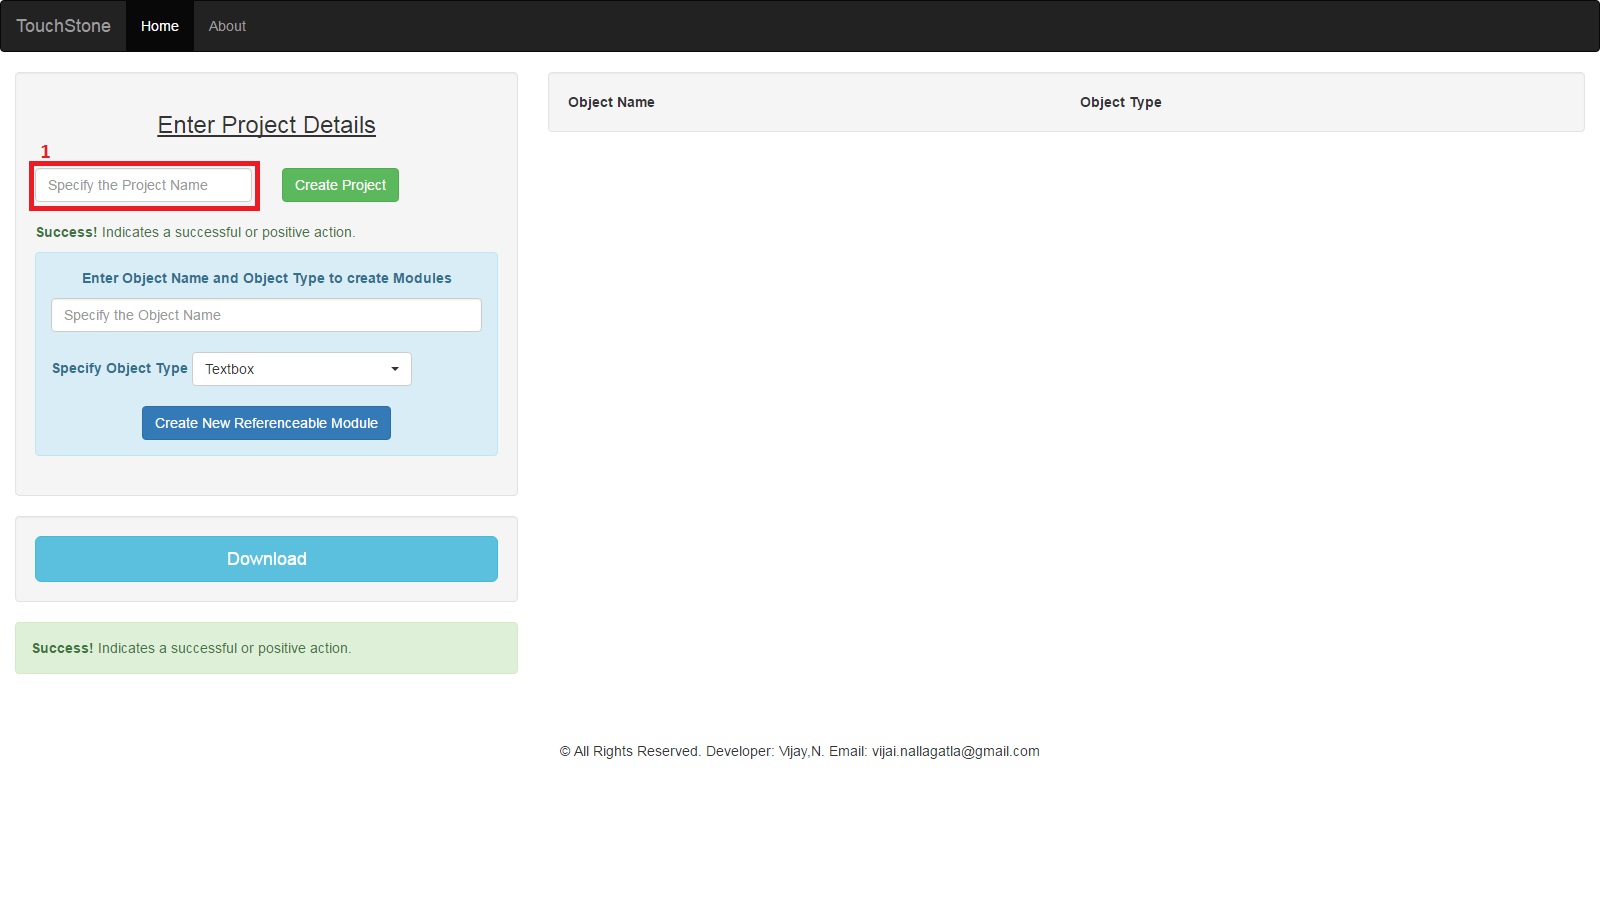 TouchStone Home About
Enter Project Details
1
Specify the Project Name Create Project
Success! Indicates a successful or positive action.
Enter Object Name and Object Type to create Modules
Specify the Object Name
Specify Object Type Textbox
Create New Referenceable Module
Download
Success! Indicates a successful or positive action.
Object Name Object Type
© All Rights Reserved. Developer: Vijay,N. Email: vijai.nallagatla@gmail.com